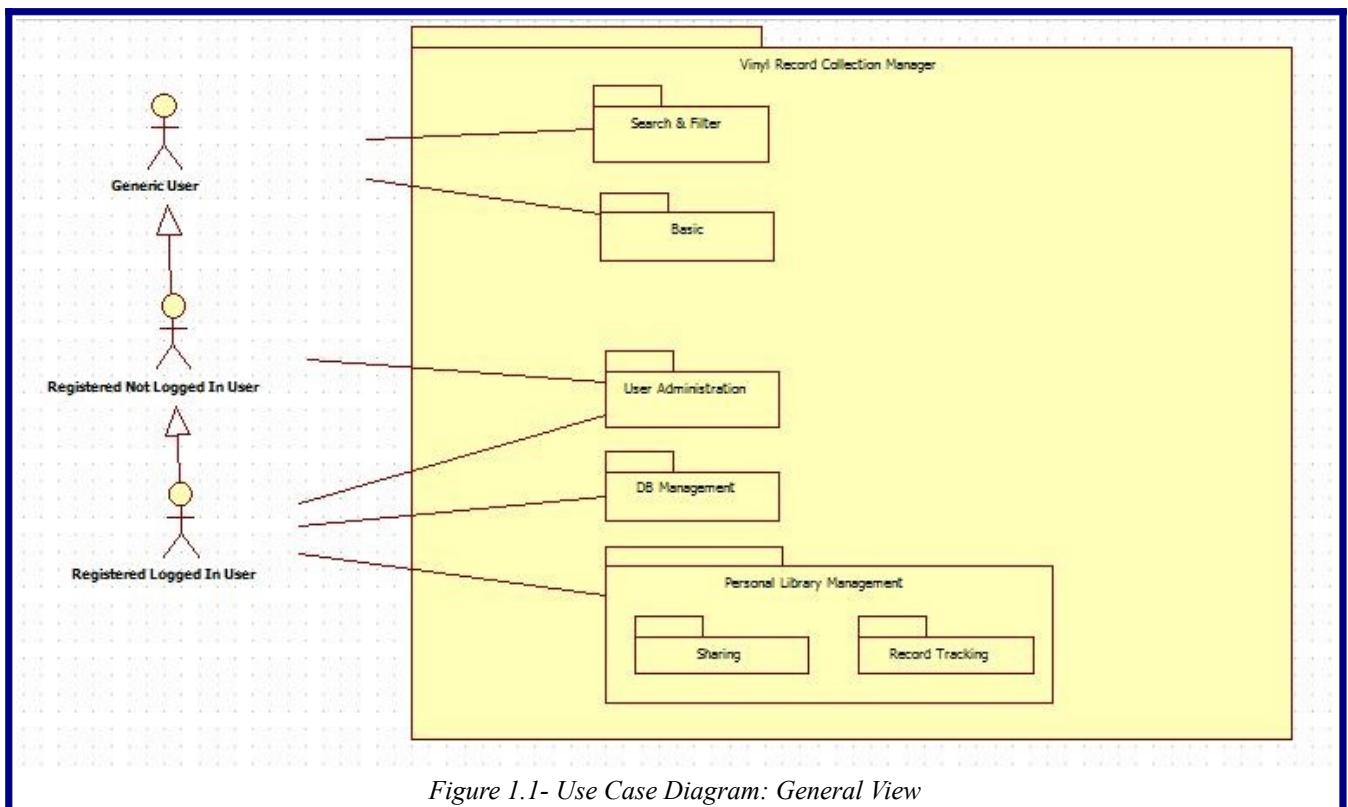 Vinyl Record Collection Manager
Search & Filter
Generic User
Basic
Registered Not Logged In User
User Administration
DB Management
Registered Logged In User
Personal Library Management
Sharing
Record Tracking
Figure 1.1- Use Case Diagram: General View